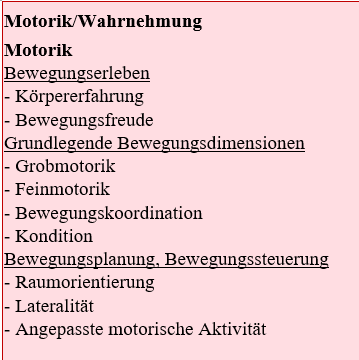 Motorik/Wahrnehmung
Motorik
Bewegungserleben
- Körpererfahrung
- Bewegungsfreude
Grundlegende Bewegungsdimensionen
- Grobmotorik
- Feinmotorik
- Bewegungskoordination
- Kondition
Bewegungsplanung, Bewegungssteuerung
- Raumorientierung
- Lateralität
- Angepasste motorische Aktivität